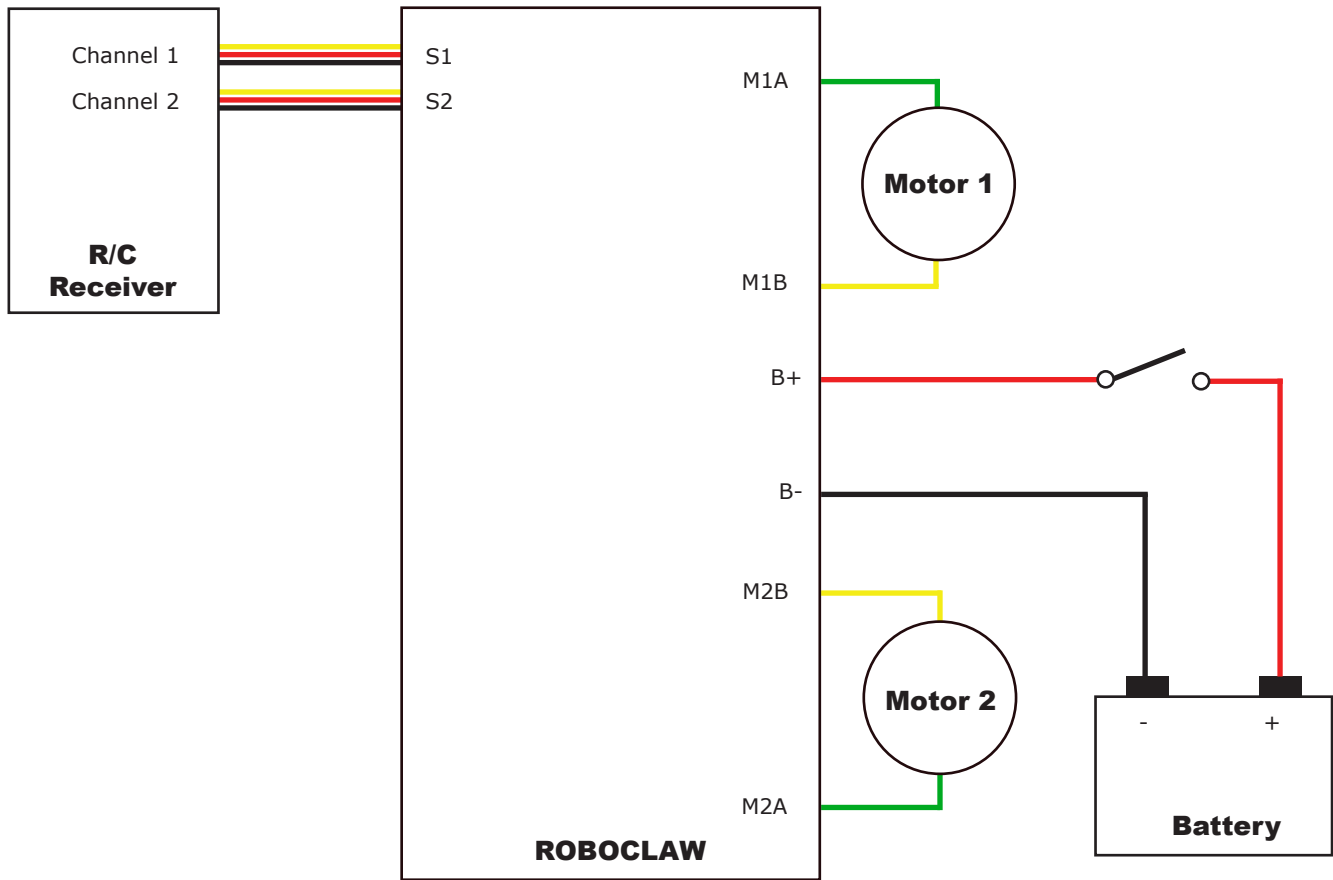 Channel 1
Channel 2
R/C
Receiver
S1
S2
M1A
M1B
B+
B-
M2B
M2A
ROBOCLAW
Motor 1
Motor 2
- +
Battery